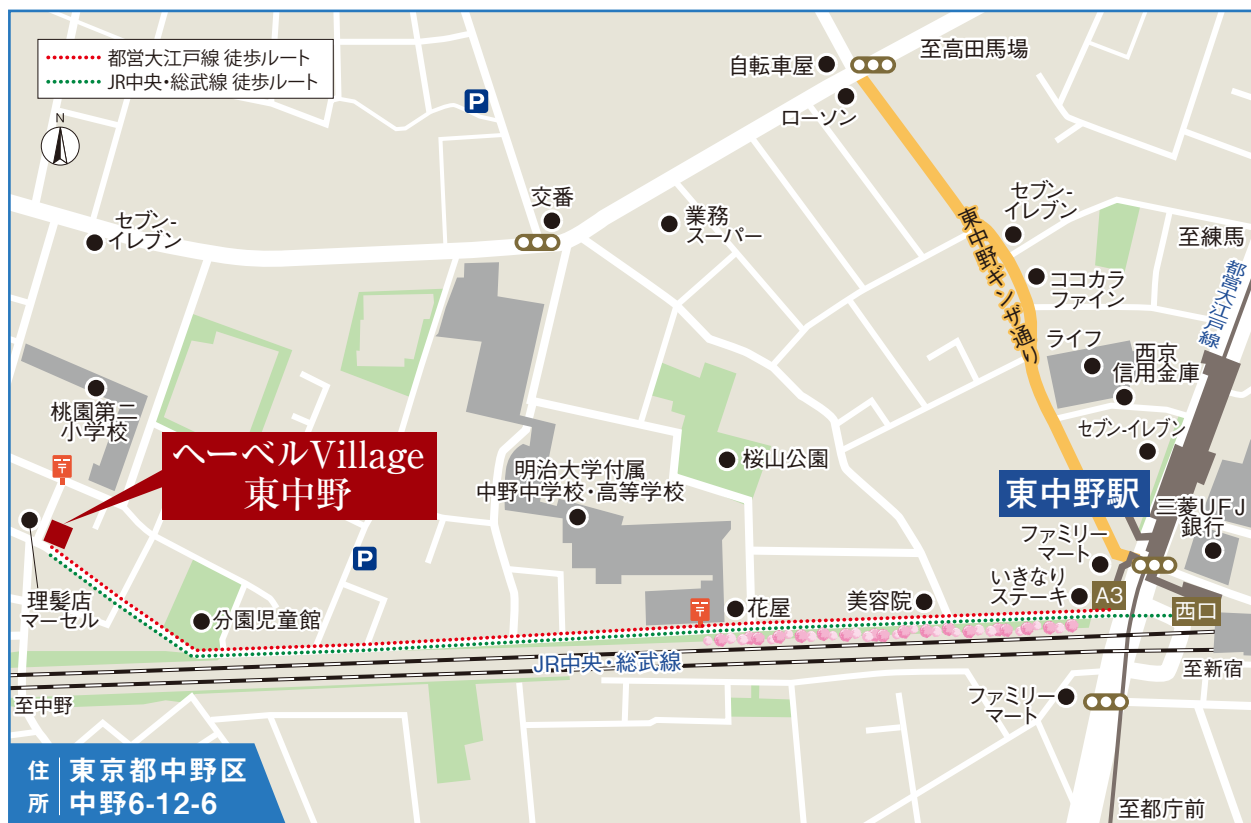 都営大江戸線 徒歩ルート
JR中央・総武線 徒歩ルート
N
P
自転車屋
至高田馬場
ローソン
セブン-
イレブン
交番
業務
スーパー
東中野ギンザ通り
セブン-
イレブン
至練馬
都営大江戸線
ココカラ
ファイン
ライフ
西京
信用金庫
セブン-イレブン
桃園第二
小学校
〒
ヘーベルVillage
東中野
明治大学付属
中野中学校・高等学校
桜山公園
東中野駅
三菱UFJ
銀行
ファミリー
マート
いきなり
ステーキ
A3
西口
P
理髪店
マーセル
分園児童館
〒
花屋
美容院
JR中央・総武線
至中野
至新宿
ファミリー
マート
至都庁前
住所
東京都中野区
中野6-12-6